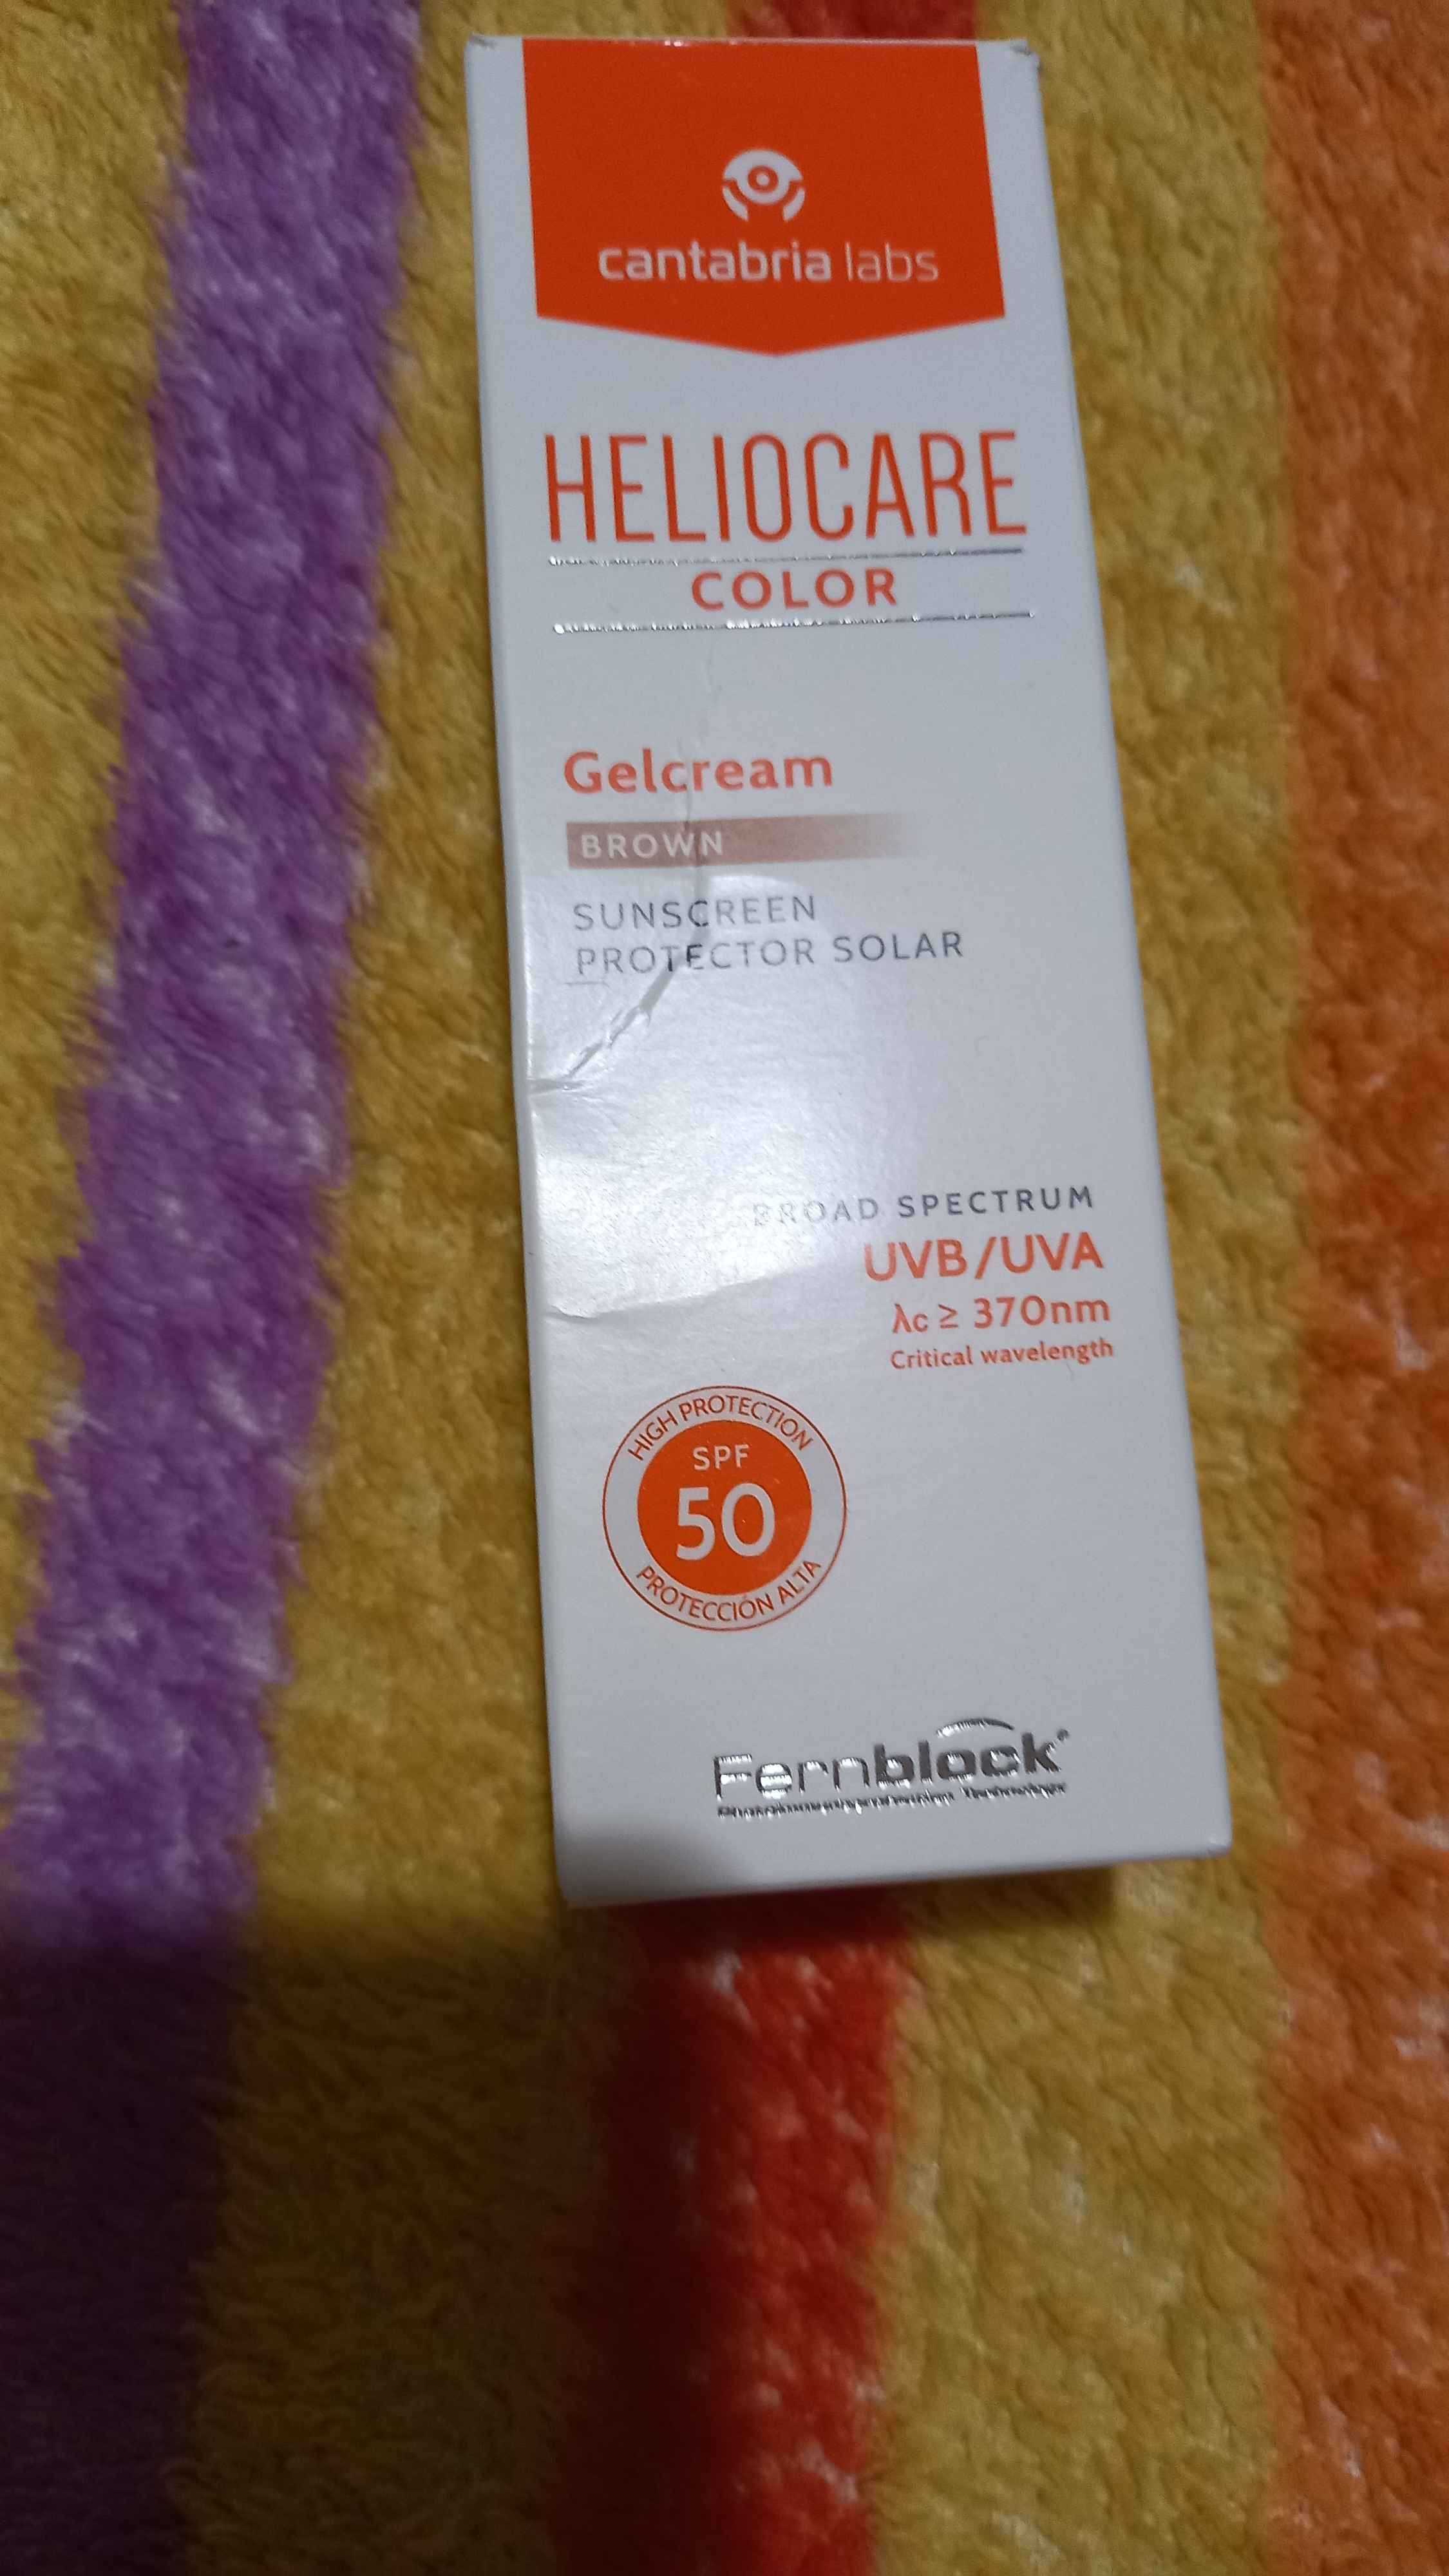 cantabria labs
HELIOCARE
COLOR
Gelcream
BROWN
SUNSCREEN
PROTECTOR SOLAR
BROAD SPECTRUM
UVB/UVA
λc ≥ 370nm
Critical wavelength
HIGH PROTECTION
SPF
50
PROTECCIÓN ALTA
Fernblock®
Technology